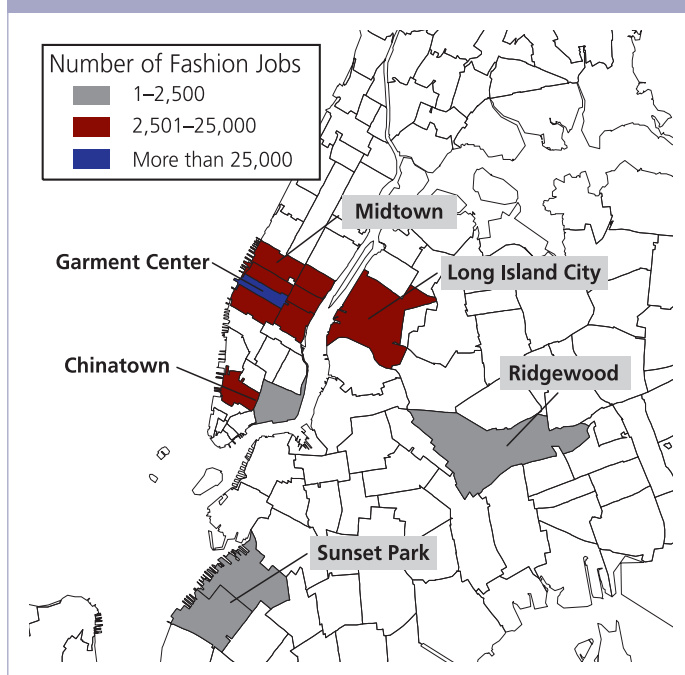 Number of Fashion Jobs
1–2,500
2,501–25,000
More than 25,000
Midtown
Garment Center
Long Island City
Chinatown
Ridgewood
Sunset Park